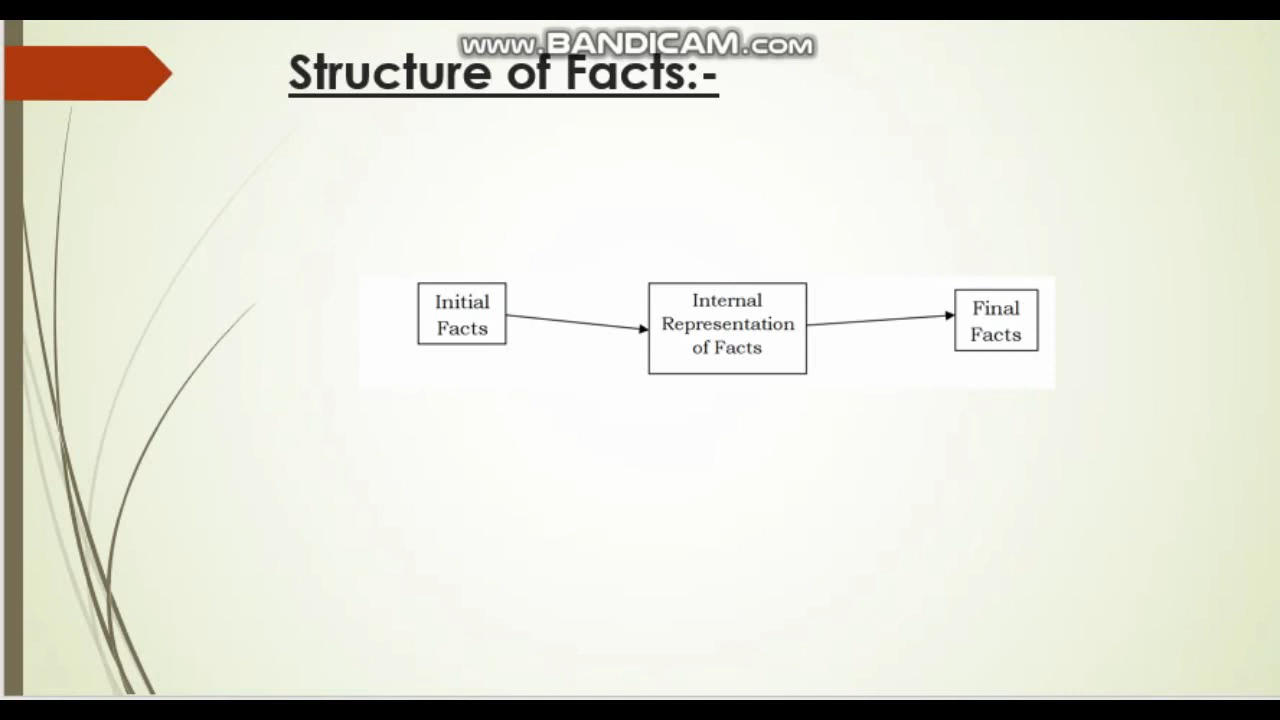 www.BANDICAM.com
Structure of Facts:-
Initial
Facts
Internal
Representation
of Facts
Final
Facts